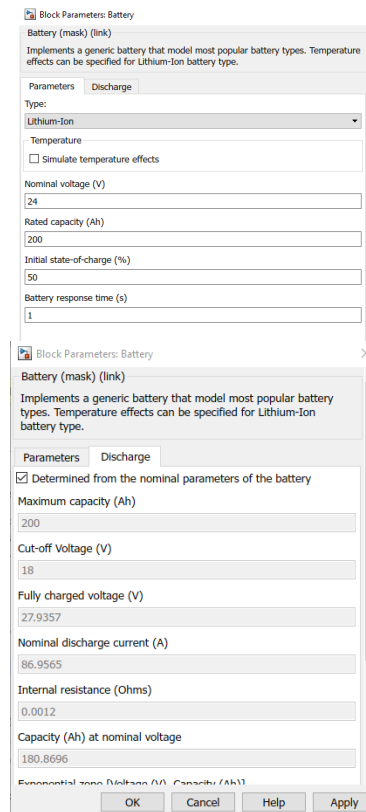 Block Parameters: Battery
Battery (mask) (link)
Implements a generic battery that model most popular battery types. Temperature
effects can be specified for Lithium-Ion battery type.
Parameters Discharge
Type:
Lithium-Ion
Temperature
Simulate temperature effects
Nominal voltage (V)
24
Rated capacity (Ah)
200
Initial state-of-charge (%)
50
Battery response time (s)
1
Block Parameters: Battery
Battery (mask) (link)
Implements a generic battery that model most popular battery
types. Temperature effects can be specified for Lithium-Ion
battery type.
Parameters Discharge
Determined from the nominal parameters of the battery
Maximum capacity (Ah)
200
Cut-off Voltage (V)
18
Fully charged voltage (V)
27.9357
Nominal discharge current (A)
86.9565
Internal resistance (Ohms)
0.0012
Capacity (Ah) at nominal voltage
180.8696
Exponential zone [Voltage (V), Capacity (Ah)]
OK Cancel Help Apply